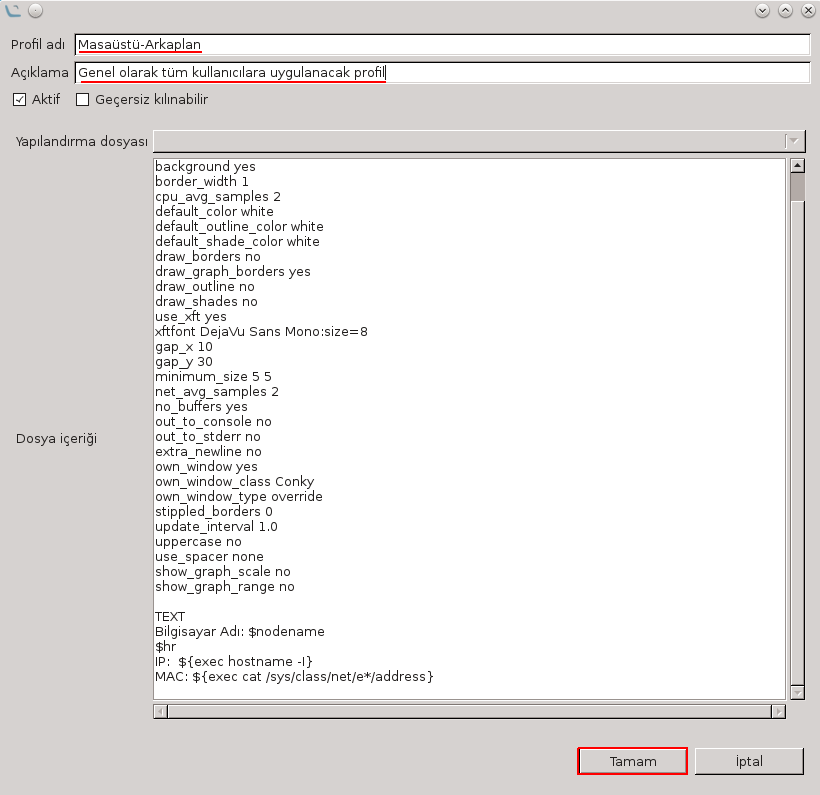 Profil adı Masaüstü-Arkaplan
Açıklama Genel olarak tüm kullanıcılara uygulanacak profil
Aktif Geçersiz kılınabilir
Yapılandırma dosyası
Dosya içeriği
background yes
border_width 1
cpu_avg_samples 2
default_color white
default_outline_color white
default_shade_color white
draw_borders no
draw_graph_borders yes
draw_outline no
draw_shades no
use_xft yes
xftfont DejaVu Sans Mono:size=8
gap_x 10
gap_y 30
minimum_size 5 5
net_avg_samples 2
no_buffers yes
out_to_console no
out_to_stderr no
extra_newline no
own_window yes
own_window_class Conky
own_window_type override
stippled_borders 0
update_interval 1.0
uppercase no
use_spacer none
show_graph_scale no
show_graph_range no

TEXT
Bilgisayar Adı: $nodename
$hr
IP:  ${exec hostname -I}
MAC: ${exec cat /sys/class/net/e*/address}
Tamam İptal